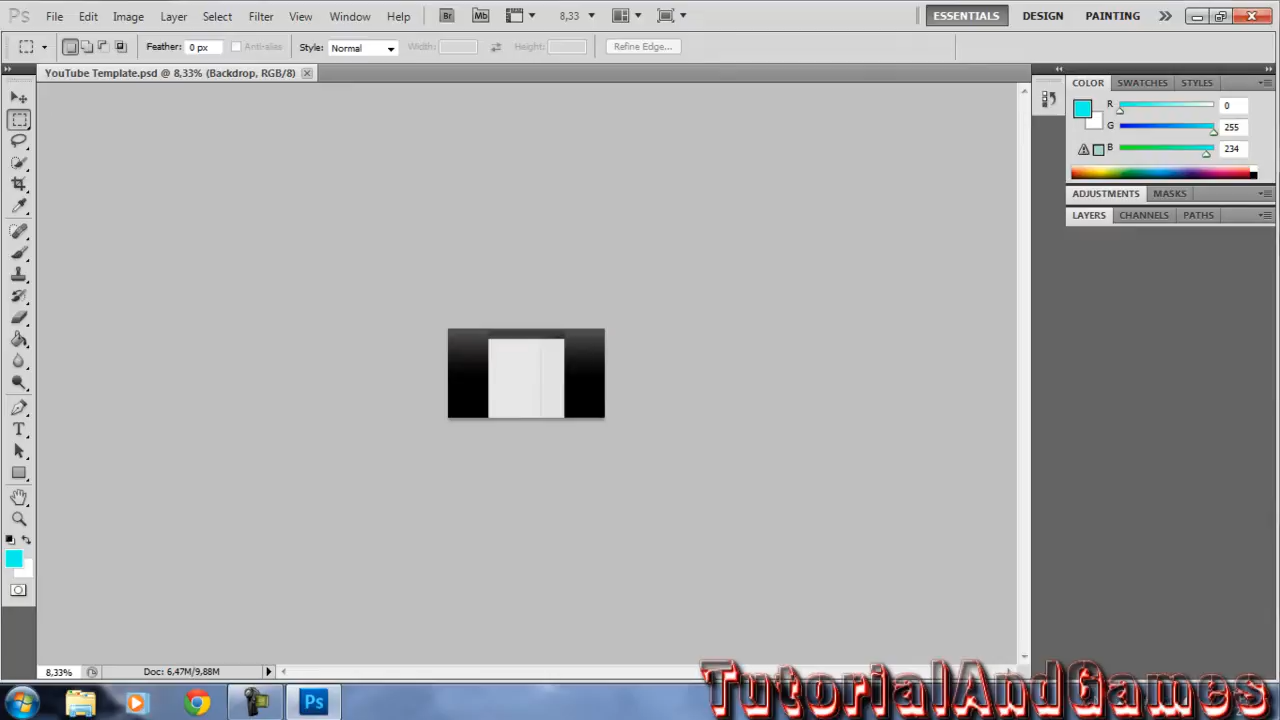 Ps File Edit Image Layer Select Filter View Window Help Br Mb 8,33 ESSENTIALS DESIGN PAINTING
Feather: 0 px Anti-alias Style: Normal Width: Height: Refine Edge...
YouTube Template.psd @ 8,33% (Backdrop, RGB/8)
COLOR SWATCHES STYLES
R 0
G 255
B 234
ADJUSTMENTS MASKS
LAYERS CHANNELS PATHS
T
8,33% Doc: 6,47M/9,88M
Ps
TutorialAndGames